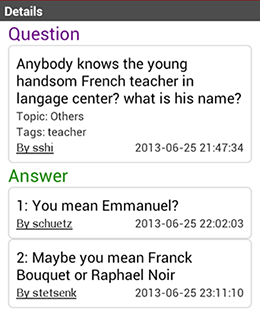 Details
Question
Anybody knows the young
handsom French teacher in
langage center? what is his name?
Topic: Others
Tags: teacher
By sshi 2013-06-25 21:47:34
Answer
1: You mean Emmanuel?
By schuetz 2013-06-25 22:02:03
2: Maybe you mean Franck
Bouquet or Raphael Noir
By stetsenk 2013-06-25 23:11:10